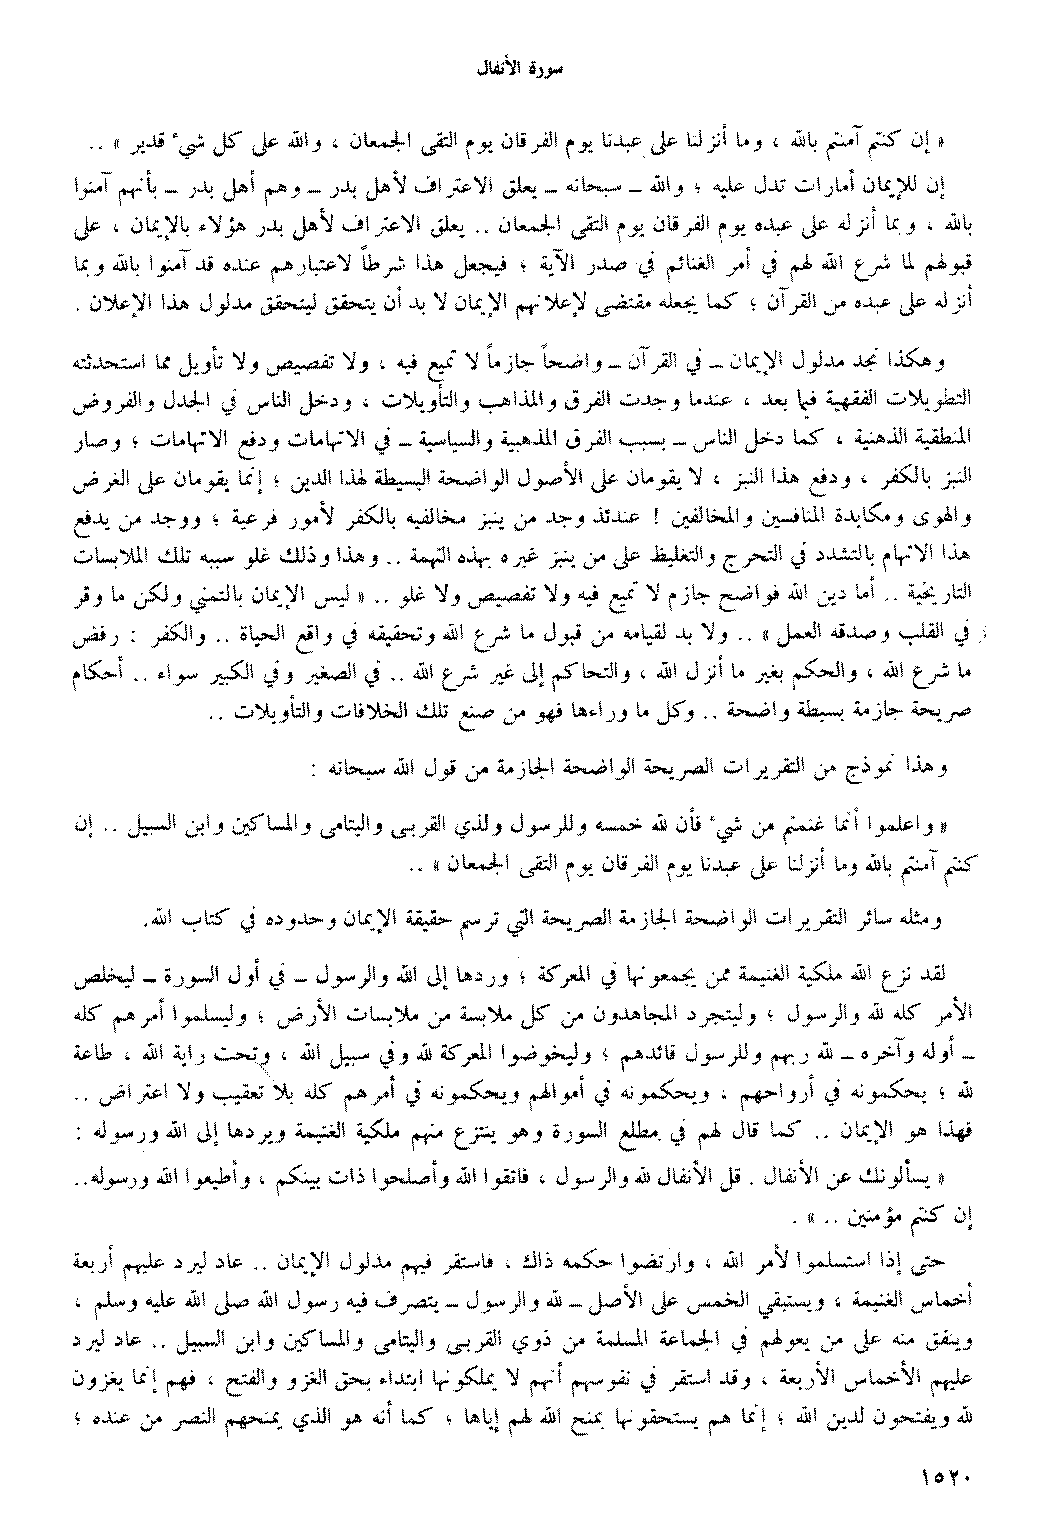 سورة الأنفال
« إن كنتم آمنتم بالله ، وما أنزلنا على عبدنا يوم الفرقان يوم التقى الجمعان ، والله على كل شيء قدير » ..
إن للإيمان أمارات تدل عليه ؛ والله – سبحانه – يعلق الاعتراف لأهل بدر – وهم أهل بدر – بأنهم آمنوا
بالله ، وبما أنزله على عبده يوم الفرقان يوم التقى الجمعان .. يعلق الاعتراف لأهل بدر هؤلاء بالإيمان ، على
قبولهم لما شرع الله لهم في أمر الغنائم في صدر الآية ؛ فيجعل هذا شرطاً لاعتبارهم عنده قد آمنوا بالله وبما
أنزله على عبده من القرآن ؛ كما يجعله مقتضى لإعلانهم الإيمان لا بد أن يتحقق ليتحقق مدلول هذا الإعلان .
وهكذا نجد مدلول الإيمان – في القرآن – واضحاً جازماً لا تميع فيه ، ولا تفصيص ولا تأويل مما استحدثته
التطويلات الفقهية فيما بعد ، عندما وجدت الفرق والمذاهب والتأويلات ، ودخل الناس في الجدل والفروض
المنطقية الذهنية ، كما دخل الناس – بسبب الفرق المذهبية والسياسية – في الاتهامات ودفع الاتهامات ؛ وصار
النبز بالكفر ، ودفع هذا النبز ، لا يقومان على الأصول الواضحة البسيطة لهذا الدين ؛ إنما يقومان على الغرض
والهوى ومكايدة المنافسين والمخالفين ! عندئذ وجد من ينبز مخالفيه بالكفر لأمور فرعية ؛ ووجد من يدفع
هذا الاتهام بالتشدد في التحرج والتغليظ على من ينبز غيره بهذه التهمة .. وهذا وذلك غلو سببه تلك الملابسات
التاريخية .. أما دين الله فواضح جازم لا تميع فيه ولا تفصيص ولا غلو .. « ليس الإيمان بالتمني ولكن ما وقر
في القلب وصدقه العمل » .. ولا بد لقيامه من قبول ما شرع الله وتحقيقه في واقع الحياة .. والكفر : رفض
ما شرع الله ، والحكم بغير ما أنزل الله ، والتحاكم إلى غير شرع الله .. في الصغير وفي الكبير سواء .. أحكام
صريحة جازمة بسيطة واضحة .. وكل ما وراءها فهو من صنع تلك الخلافات والتأويلات ..
وهذا نموذج من التقريرات الصريحة الواضحة الجازمة من قول الله سبحانه :
« واعلموا أنما غنمتم من شيء فأن لله خمسه وللرسول ولذي القربى واليتامى والمساكين وابن السبيل .. إن
كنتم آمنتم بالله وما أنزلنا على عبدنا يوم الفرقان يوم التقى الجمعان » ..
ومثله سائر التقريرات الواضحة الجازمة الصريحة التي ترسم حقيقة الإيمان وحدوده في كتاب الله.
لقد نزع الله ملكية الغنيمة ممن يجمعونها في المعركة ؛ وردها إلى الله والرسول – في أول السورة – ليخلص
الأمر كله لله والرسول ؛ وليتجرد المجاهدون من كل ملابسة من ملابسات الأرض ؛ وليسلموا أمرهم كله
– أوله وآخره – لله ربهم وللرسول قائدهم ؛ وليخوضوا المعركة لله وفي سبيل الله ، وتحت راية الله ، طاعة
لله ؛ يحكمونه في أرواحهم ، ويحكمونه في أموالهم ويحكمونه في أمرهم كله بلا تعقيب ولا اعتراض ..
فهذا هو الإيمان .. كما قال لهم في مطلع السورة وهو ينتزع منهم ملكية الغنيمة ويردها إلى الله ورسوله :
« يسألونك عن الأنفال . قل الأنفال لله والرسول ، فاتقوا الله وأصلحوا ذات بينكم ، وأطيعوا الله ورسوله..
إن كنتم مؤمنين .. » .
حتى إذا استسلموا لأمر الله ، وارتضوا حكمه ذاك ، فاستقر فيهم مدلول الإيمان .. عاد ليرد عليهم أربعة
أخماس الغنيمة ، ويستبقي الخمس على الأصل – لله والرسول – يتصرف فيه رسول الله صلى الله عليه وسلم ،
وينفق منه على من يعولهم في الجماعة المسلمة من ذوي القربى واليتامى والمساكين وابن السبيل .. عاد ليرد
عليهم الأخماس الأربعة ، وقد استقر في نفوسهم أنهم لا يملكونها ابتداء بحق الغزو والفتح ، فهم إنما يغزون
لله ويفتحون لدين الله ؛ إنما هم يستحقونها بمنح الله لهم إياها ؛ كما أنه هو الذي يمنحهم النصر من عنده ؛
١٥٢٠